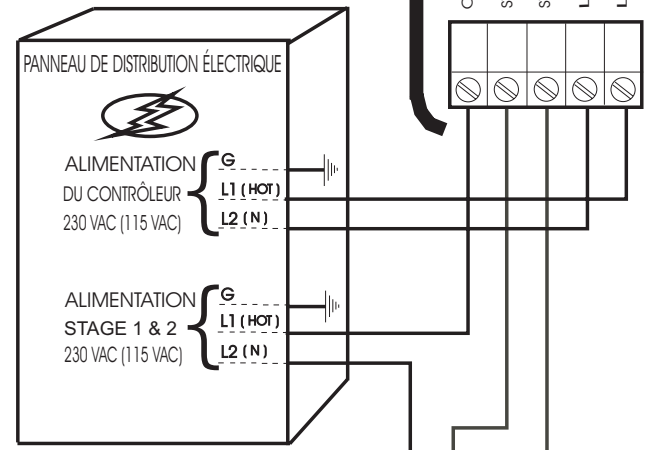 PANNEAU DE DISTRIBUTION ÉLECTRIQUE
ALIMENTATION
DU CONTRÔLEUR
230 VAC (115 VAC)
G
L1 (HOT)
L2 (N)
ALIMENTATION
STAGE 1 & 2
230 VAC (115 VAC)
G
L1 (HOT)
L2 (N)